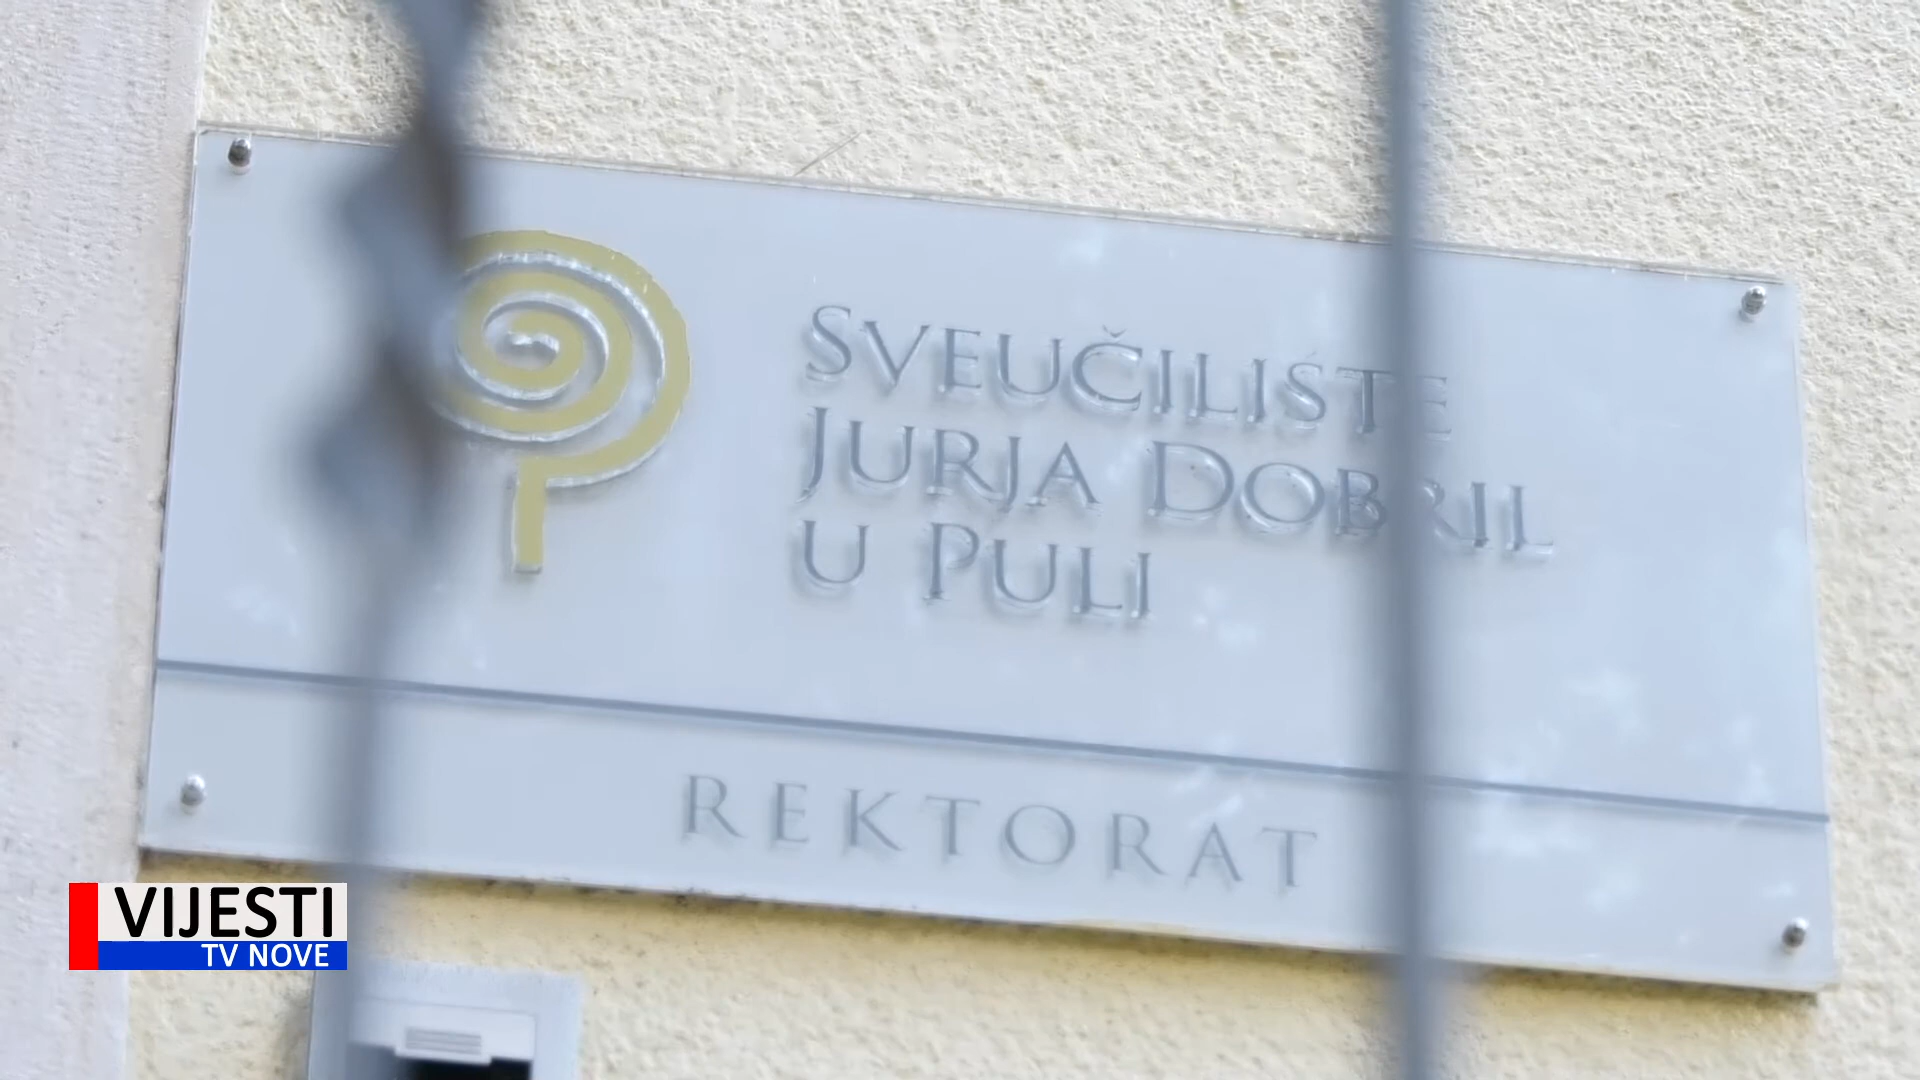 SVEUČILIŠTE
JURJA DOBRIL
U PULI
REKTORAT
VIJESTI
TV NOVE